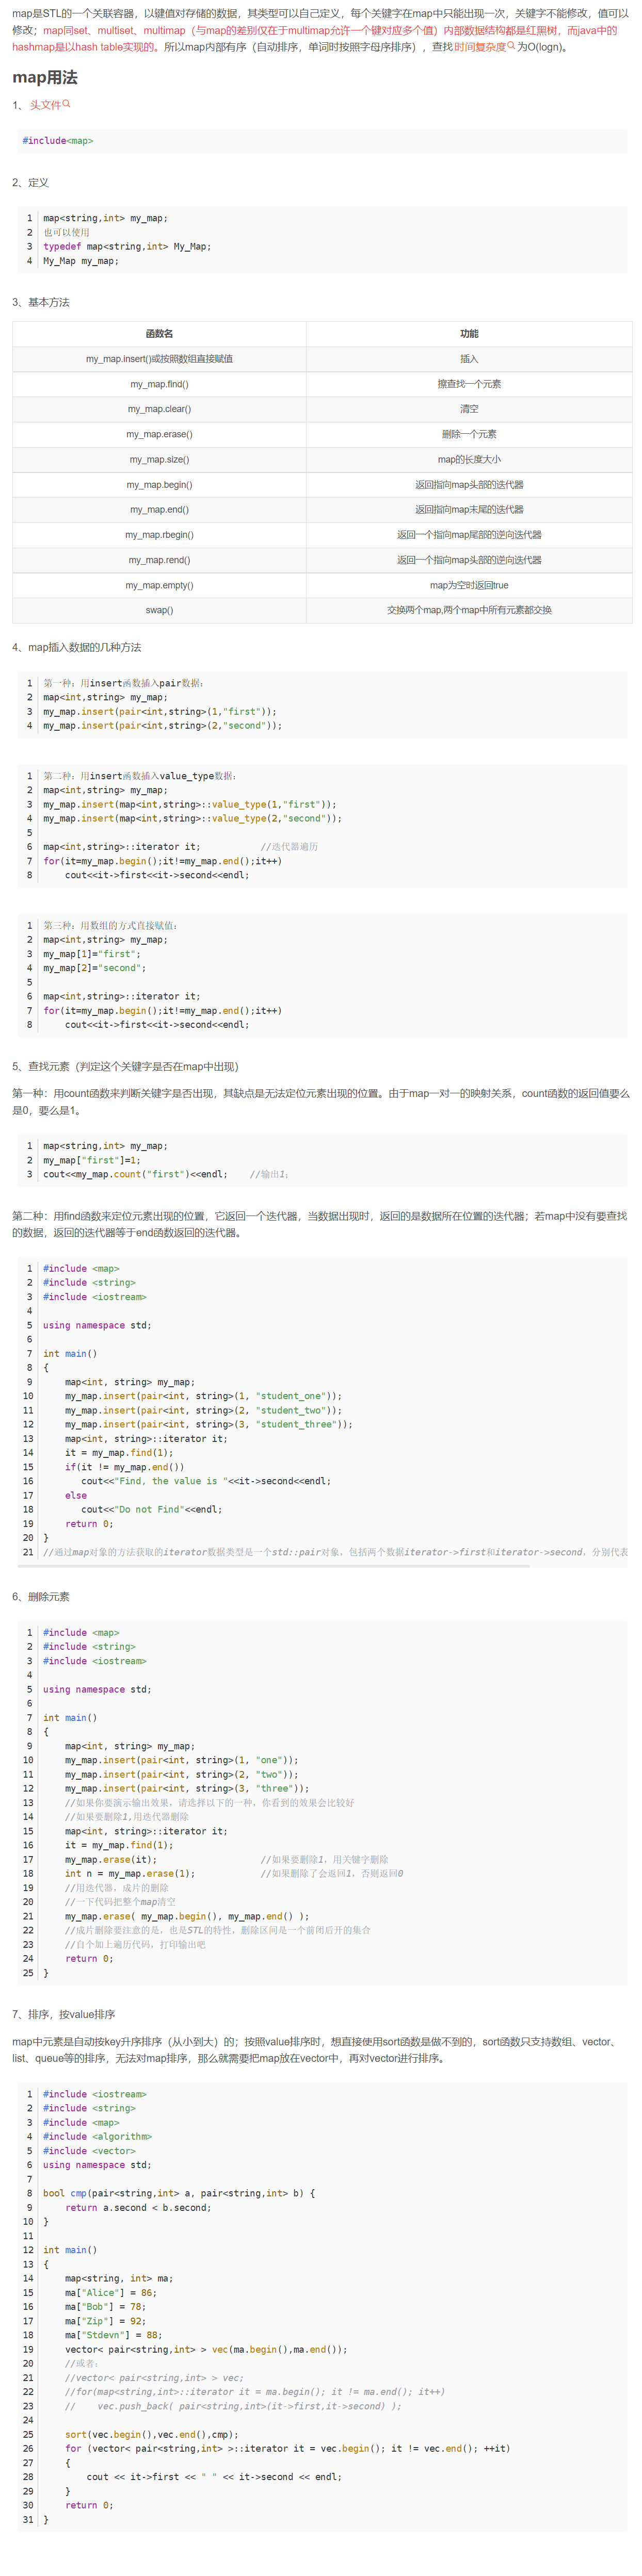 map是STL的一个关联容器，以键值对存储的数据，其类型可以自己定义，每个关键字在map中只能出现一次，关键字不能修改，值可以
修改；map同set、multiset、multimap（与map的差别仅在于multimap允许一个键对应多个值）内部数据结构都是红黑树，而java中的
hashmap是以hash table实现的。所以map内部有序（自动排序，单词时按照字母序排序），查找时间复杂度为O(logn)。
map用法
1、 头文件
#include<map>
2、定义
1 map<string,int> my_map;
2 也可以使用
3 typedef map<string,int> My_Map;
4 My_Map my_map;
3、基本方法
函数名 功能
my_map.insert()或按照数组直接赋值 插入
my_map.find() 擦查找一个元素
my_map.clear() 清空
my_map.erase() 删除一个元素
my_map.size() map的长度大小
my_map.begin() 返回指向map头部的迭代器
my_map.end() 返回指向map末尾的迭代器
my_map.rbegin() 返回一个指向map尾部的逆向迭代器
my_map.rend() 返回一个指向map头部的逆向迭代器
my_map.empty() map为空时返回true
swap() 交换两个map,两个map中所有元素都交换
4、map插入数据的几种方法
1 第一种：用insert函数插入pair数据：
2 map<int,string> my_map;
3 my_map.insert(pair<int,string>(1,"first"));
4 my_map.insert(pair<int,string>(2,"second"));
1 第二种：用insert函数插入value_type数据：
2 map<int,string> my_map;
3 my_map.insert(map<int,string>::value_type(1,"first"));
4 my_map.insert(map<int,string>::value_type(2,"second"));
5
6 map<int,string>::iterator it;           //迭代器遍历
7 for(it=my_map.begin();it!=my_map.end();it++)
8     cout<<it->first<<it->second<<endl;
1 第三种：用数组的方式直接赋值：
2 map<int,string> my_map;
3 my_map[1]="first";
4 my_map[2]="second";
5
6 map<int,string>::iterator it;
7 for(it=my_map.begin();it!=my_map.end();it++)
8     cout<<it->first<<it->second<<endl;
5、查找元素（判定这个关键字是否在map中出现）
第一种：用count函数来判断关键字是否出现，其缺点是无法定位元素出现的位置。由于map一对一的映射关系，count函数的返回值要么
是0，要么是1。
1 map<string,int> my_map;
2 my_map["first"]=1;
3 cout<<my_map.count("first")<<endl;    //输出1；
第二种：用find函数来定位元素出现的位置，它返回一个迭代器，当数据出现时，返回的是数据所在位置的迭代器；若map中没有要查找
的数据，返回的迭代器等于end函数返回的迭代器。
1 #include <map>
2 #include <string>
3 #include <iostream>
4
5 using namespace std;
6
7 int main()
8 {
9     map<int, string> my_map;
10     my_map.insert(pair<int, string>(1, "student_one"));
11     my_map.insert(pair<int, string>(2, "student_two"));
12     my_map.insert(pair<int, string>(3, "student_three"));
13     map<int, string>::iterator it;
14     it = my_map.find(1);
15     if(it != my_map.end())
16        cout<<"Find, the value is "<<it->second<<endl;
17     else
18        cout<<"Do not Find"<<endl;
19     return 0;
20 }
21 //通过map对象的方法获取的iterator数据类型是一个std::pair对象，包括两个数据iterator->first和iterator->second，分别代表
6、删除元素
1 #include <map>
2 #include <string>
3 #include <iostream>
4
5 using namespace std;
6
7 int main()
8 {
9     map<int, string> my_map;
10     my_map.insert(pair<int, string>(1, "one"));
11     my_map.insert(pair<int, string>(2, "two"));
12     my_map.insert(pair<int, string>(3, "three"));
13     //如果你要演示输出效果，请选择以下的一种，你看到的效果会比较好
14     //如果要删除1,用迭代器删除
15     map<int, string>::iterator it;
16     it = my_map.find(1);
17     my_map.erase(it);                   //如果要删除1，用关键字删除
18     int n = my_map.erase(1);            //如果删除了会返回1，否则返回0
19     //用迭代器，成片的删除
20     //一下代码把整个map清空
21     my_map.erase( my_map.begin(), my_map.end() );
22     //成片删除要注意的是，也是STL的特性，删除区间是一个前闭后开的集合
23     //自个加上遍历代码，打印输出吧
24     return 0;
25 }
7、排序，按value排序
map中元素是自动按key升序排序（从小到大）的；按照value排序时，想直接使用sort函数是做不到的，sort函数只支持数组、vector、
list、queue等的排序，无法对map排序，那么就需要把map放在vector中，再对vector进行排序。
1 #include <iostream>
2 #include <string>
3 #include <map>
4 #include <algorithm>
5 #include <vector>
6 using namespace std;
7
8 bool cmp(pair<string,int> a, pair<string,int> b) {
9     return a.second < b.second;
10 }
11
12 int main()
13 {
14     map<string, int> ma;
15     ma["Alice"] = 86;
16     ma["Bob"] = 78;
17     ma["Zip"] = 92;
18     ma["Stdevn"] = 88;
19     vector< pair<string,int> > vec(ma.begin(),ma.end());
20     //或者：
21     //vector< pair<string,int> > vec;
22     //for(map<string,int>::iterator it = ma.begin(); it != ma.end(); it++)
23     //    vec.push_back( pair<string,int>(it->first,it->second) );
24
25     sort(vec.begin(),vec.end(),cmp);
26     for (vector< pair<string,int> >::iterator it = vec.begin(); it != vec.end(); ++it)
27     {
28         cout << it->first << " " << it->second << endl;
29     }
30     return 0;
31 }